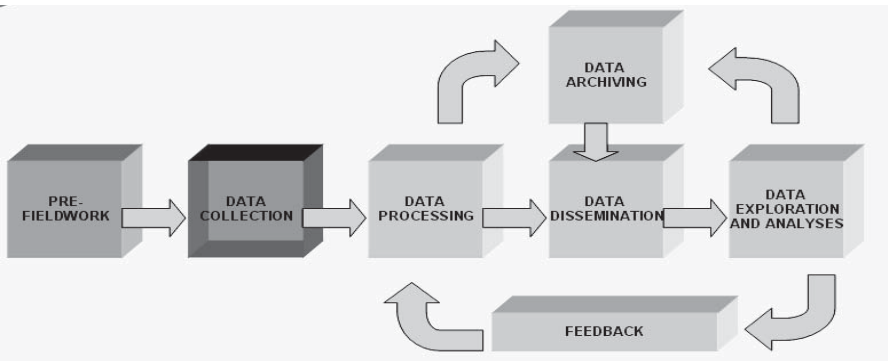 DATA
ARCHIVING
PRE-
FIELDWORK
DATA
COLLECTION
DATA
PROCESSING
DATA
DISSEMINATION
DATA
EXPLORATION
AND ANALYSES
FEEDBACK